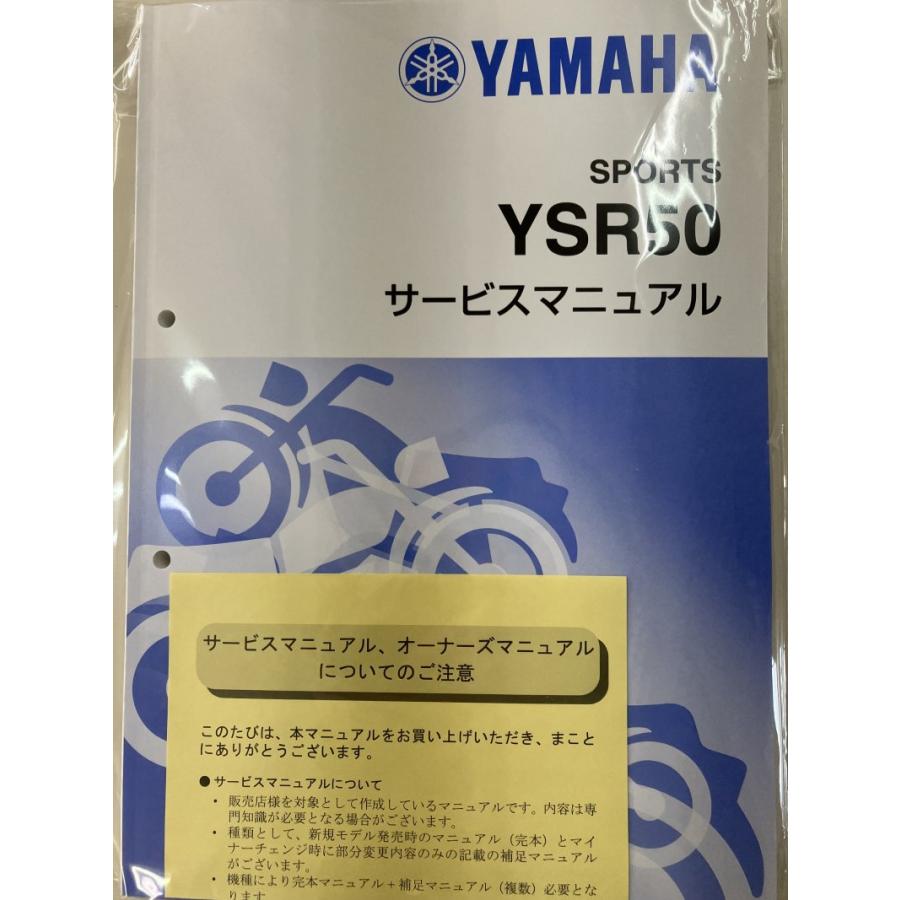 YAMAHA
SPORTS
YSR50
サービスマニュアル
サービスマニュアル、オーナーズマニュアル
についてのご注意
このたびは、本マニュアルをお買い上げいただき、まこと
にありがとうございます。
● サービスマニュアルについて
・ 販売店様を対象として作成しているマニュアルです。内容は専
門知識が必要となる場合がございます。
・ 種類として、新規モデル発売時のマニュアル（完本）とマイ
ナーチェンジ時に部分変更内容のみの記載の補足マニュアル
がございます。
・ 機種により完本マニュアル＋補足マニュアル（複数）必要とな
ります。